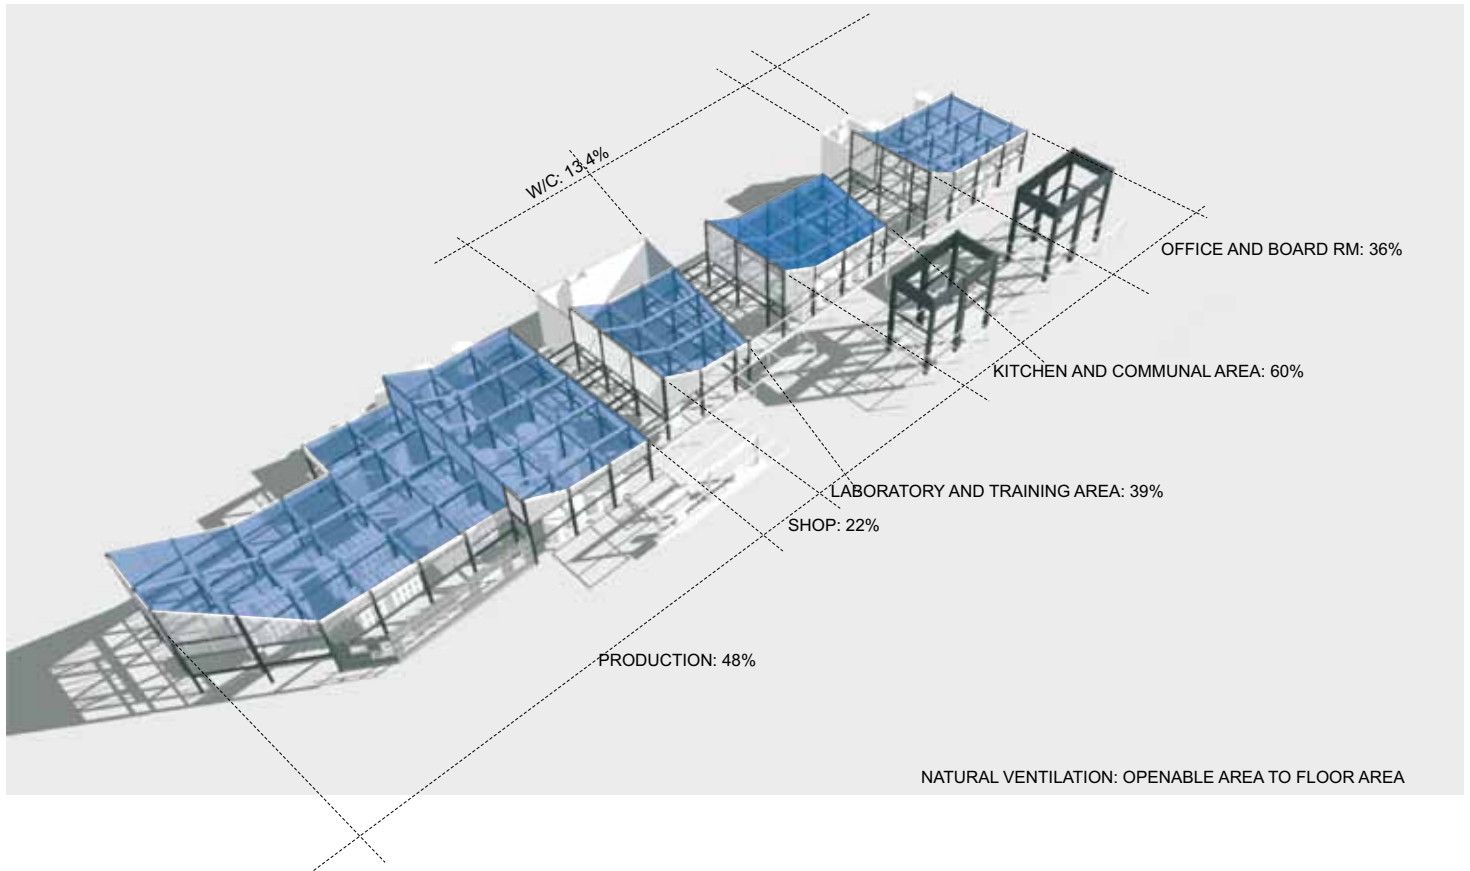 W/C: 13.4%
OFFICE AND BOARD RM: 36%
KITCHEN AND COMMUNAL AREA: 60%
LABORATORY AND TRAINING AREA: 39%
SHOP: 22%
PRODUCTION: 48%
NATURAL VENTILATION: OPENABLE AREA TO FLOOR AREA